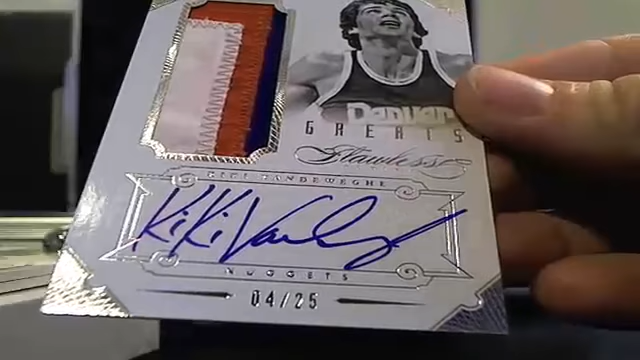 Denver
GREATS
Flawless
KIKI VANDEWEGHE
Kiki Vandeweghe
NUGGETS
04/25